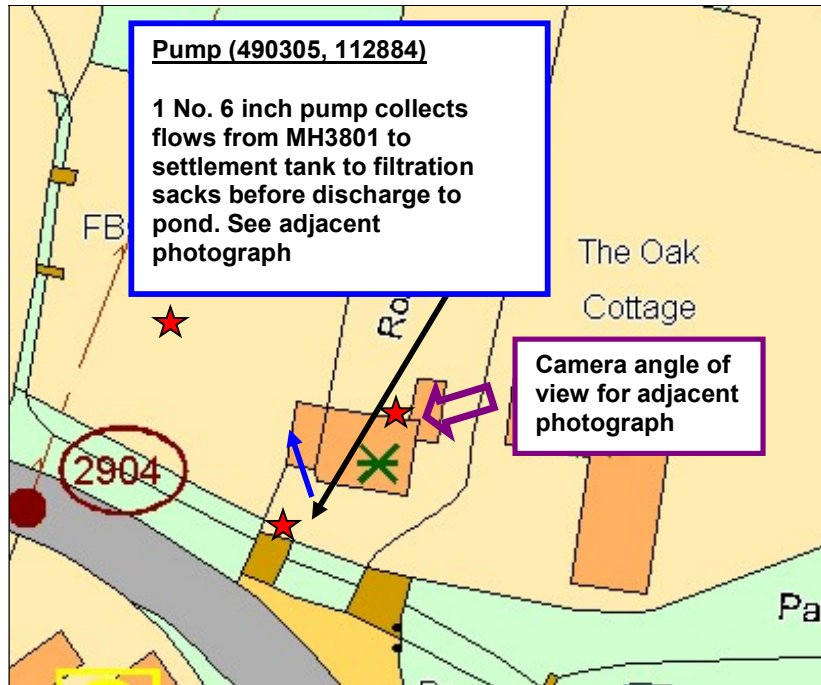 Pump (490305, 112884)
1 No. 6 inch pump collects
flows from MH3801 to
settlement tank to filtration
sacks before discharge to
pond. See adjacent
photograph
FB
Ro
The Oak
Cottage
Camera angle of
view for adjacent
photograph
2904
Pa